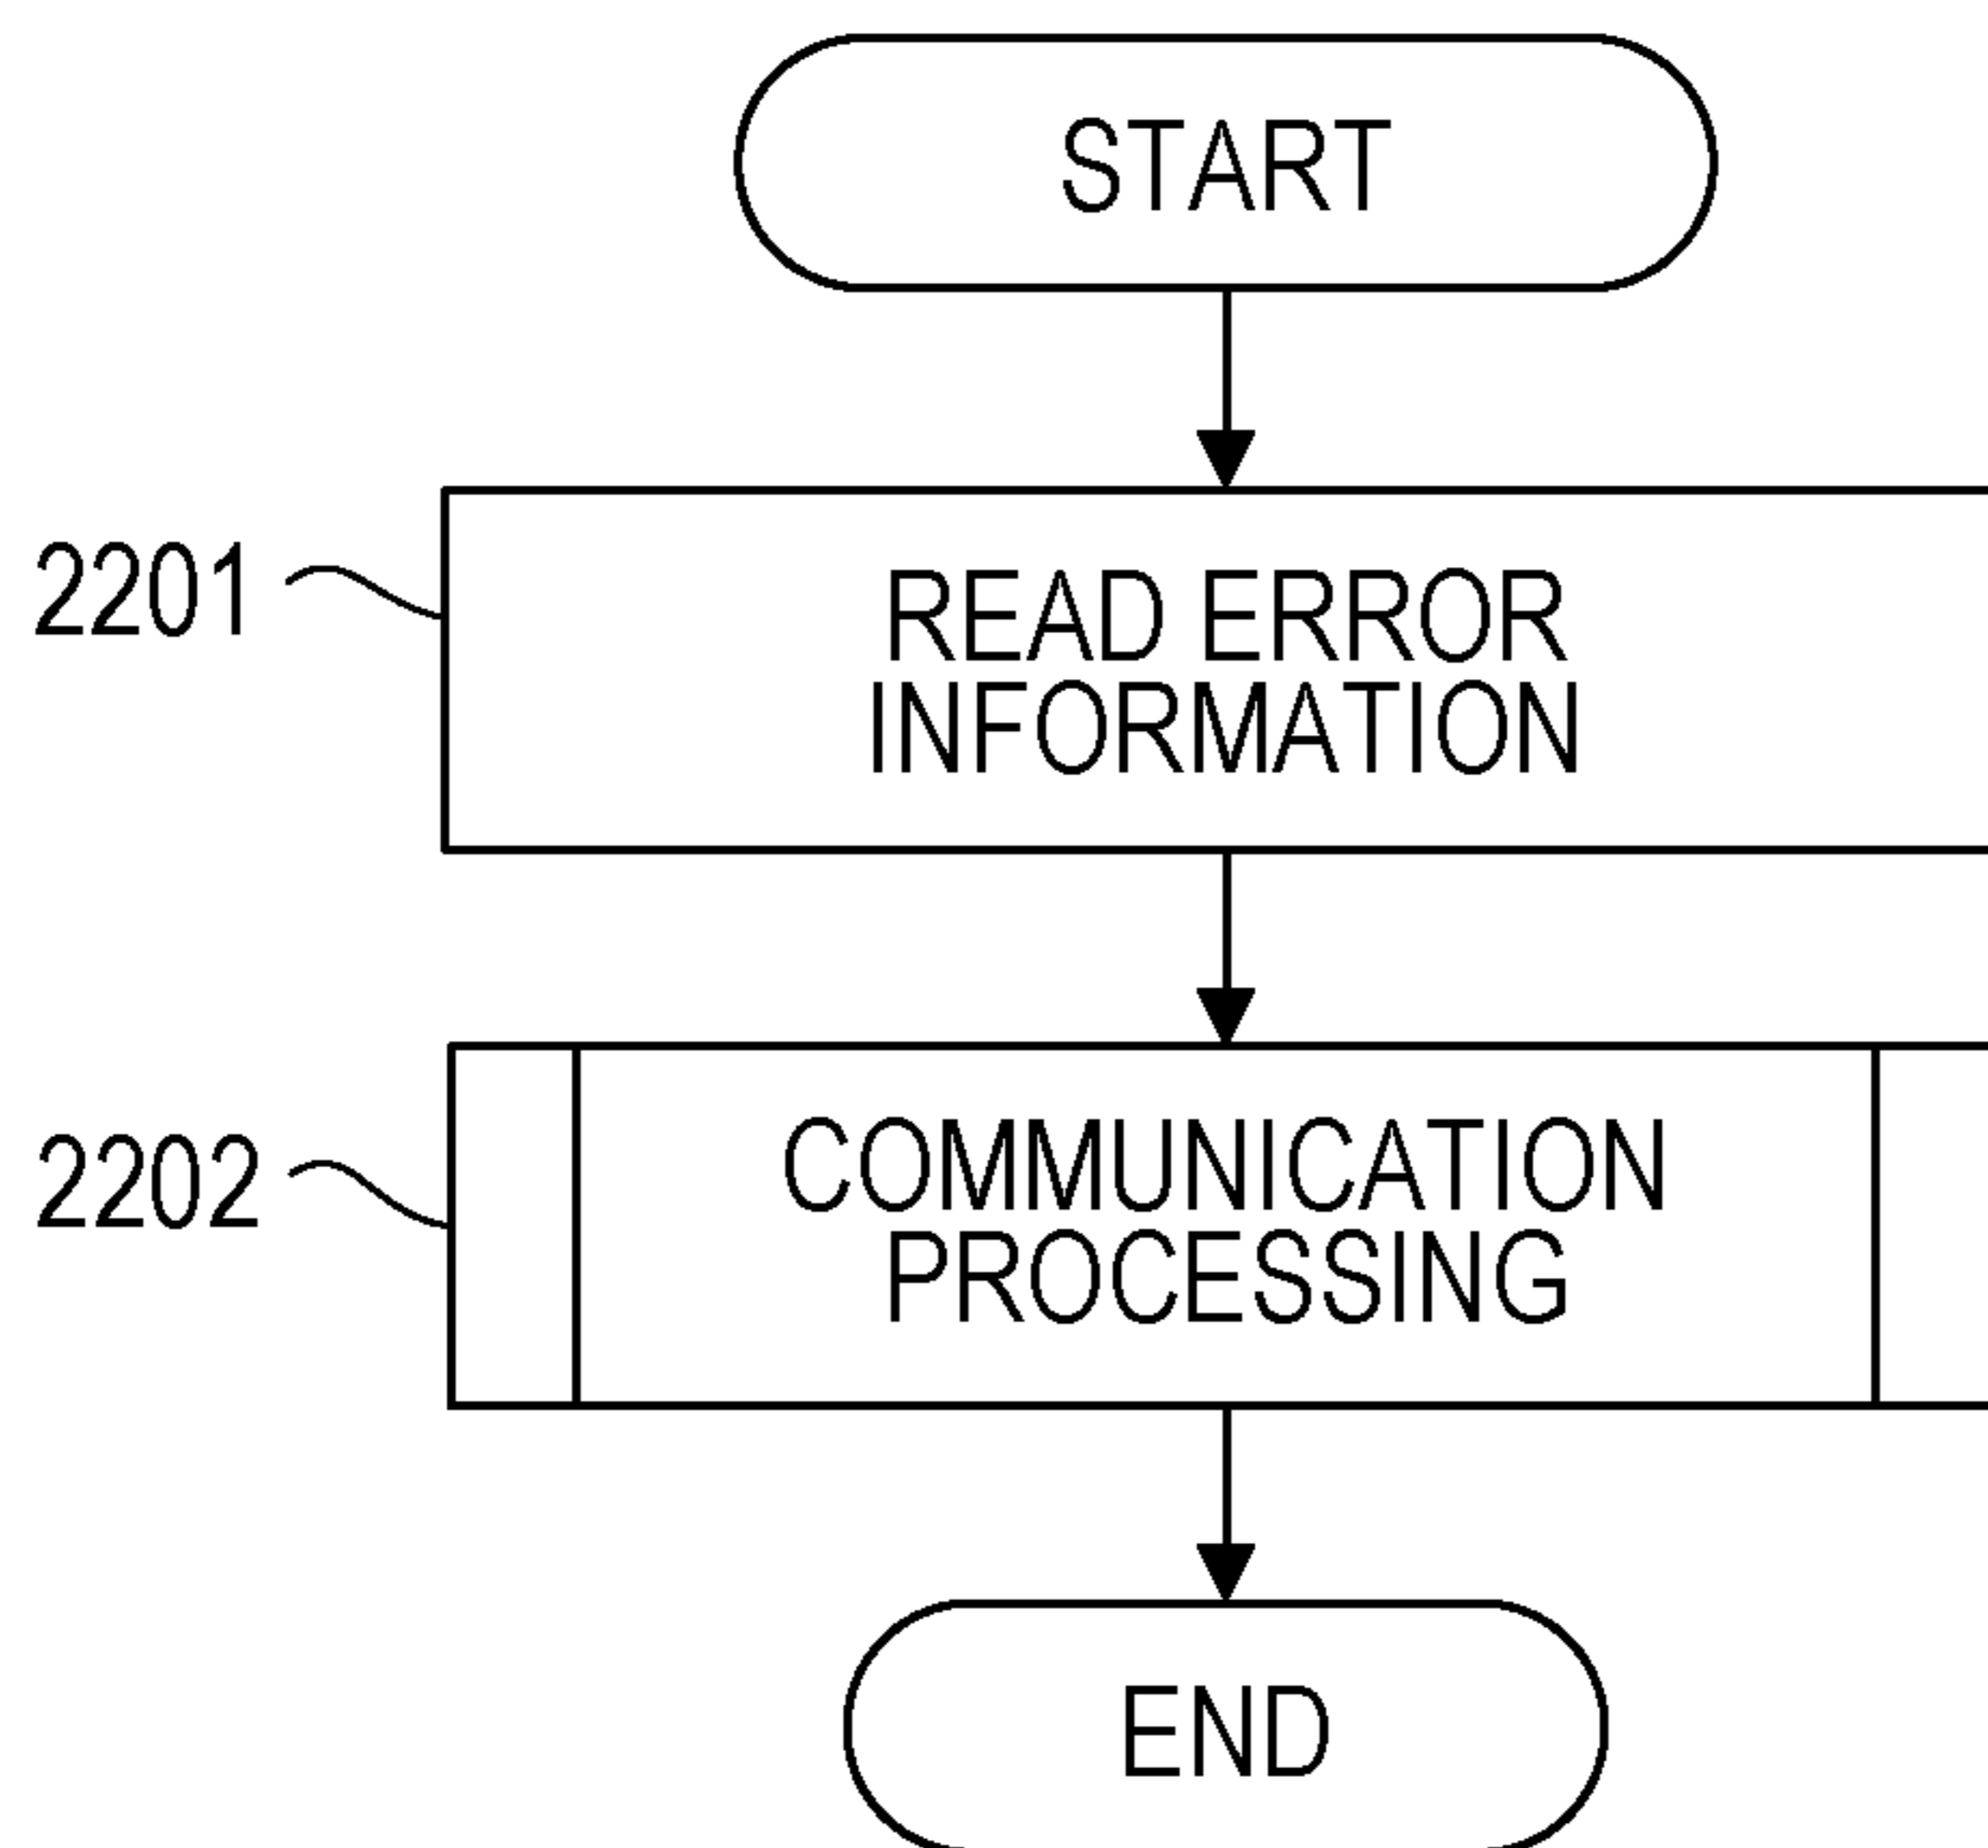 START
2201
READ ERROR
INFORMATION
2202
COMMUNICATION
PROCESSING
END